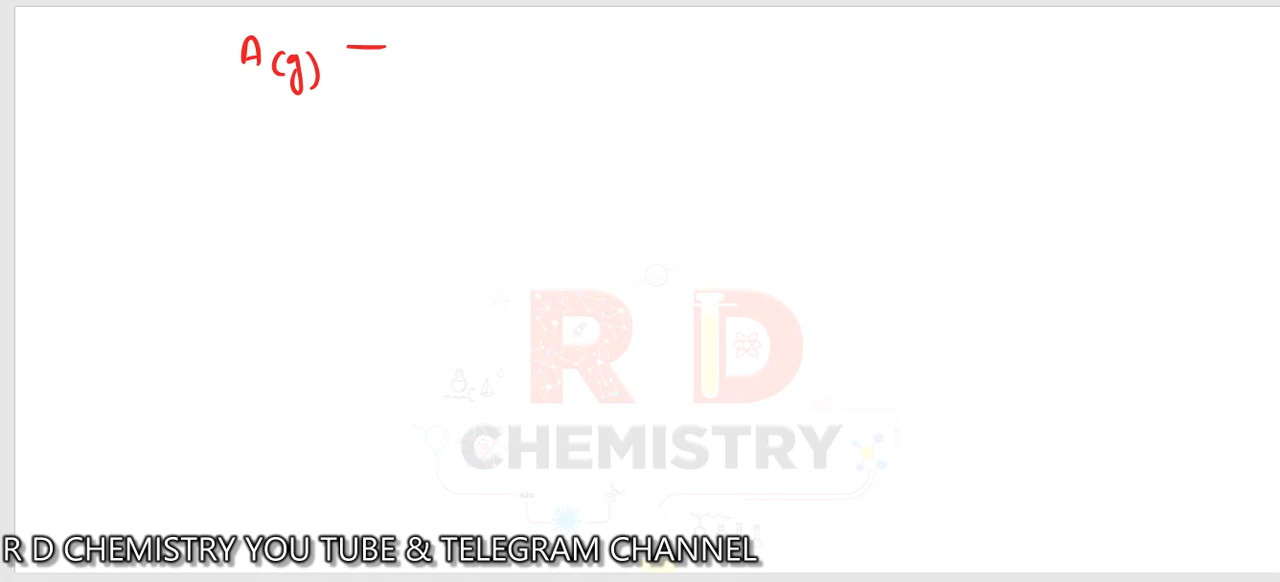 A (g) —
R D
CHEMISTRY
R D CHEMISTRY YOU TUBE & TELEGRAM CHANNEL